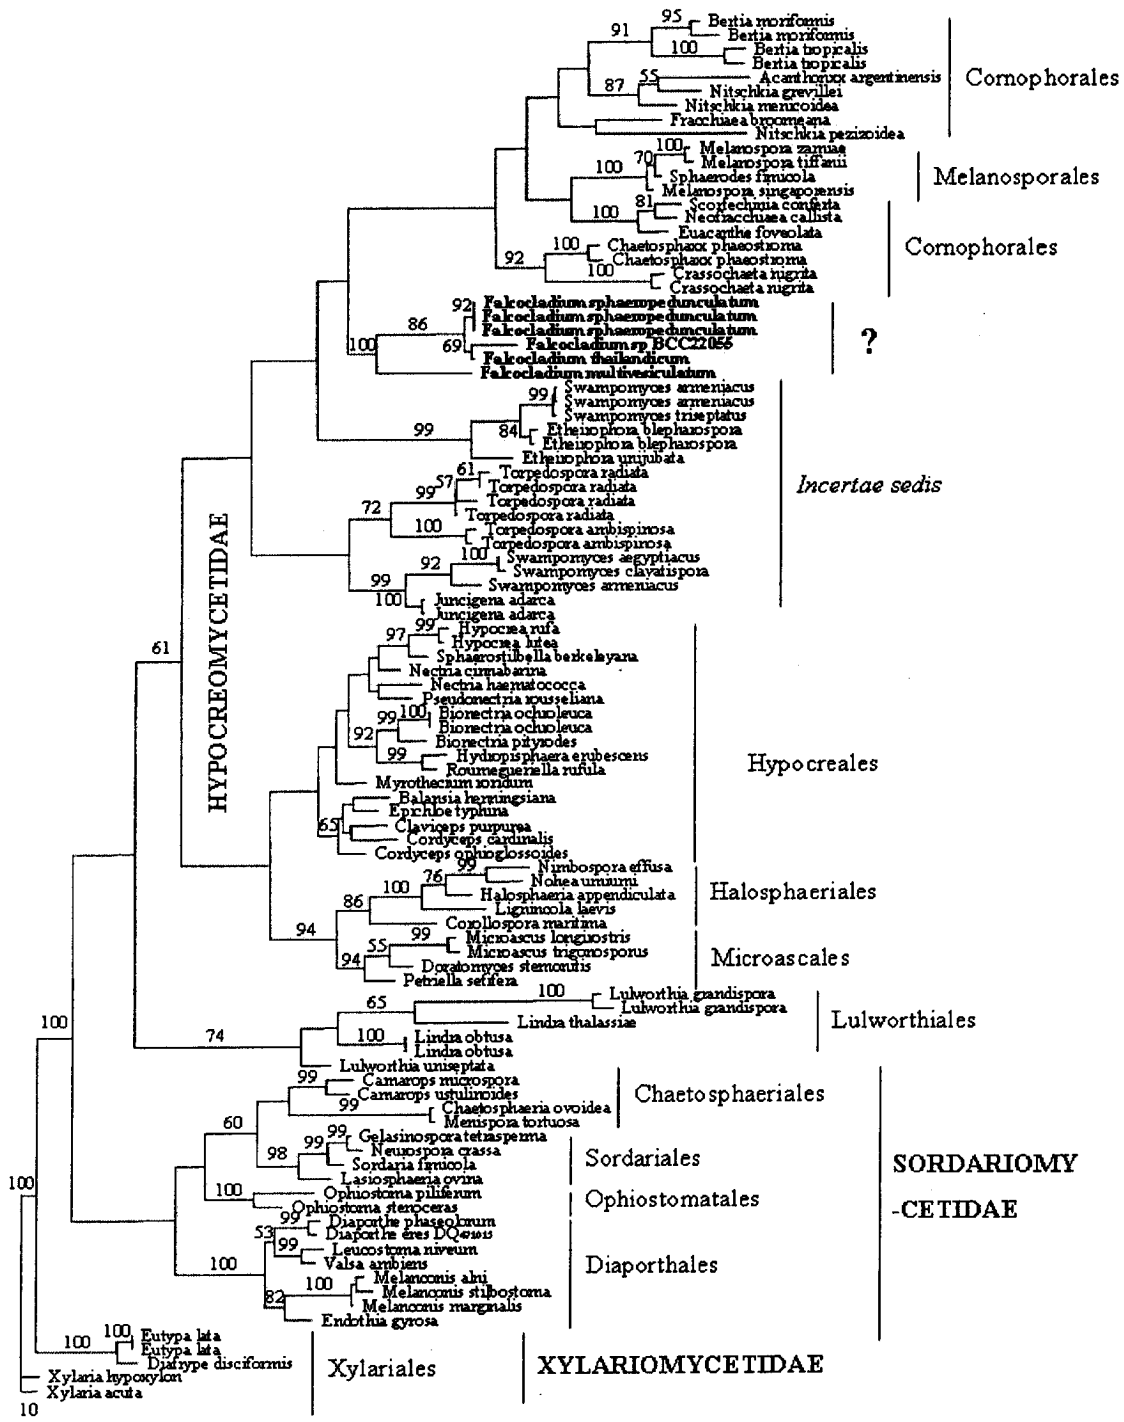 95 Bertia moriformis
91 Bertia moriformis
100 Bertia tropicalis
Bertia tropicalis
55 argentinensis
Cornophorales
87 Nitschkia grevillei
Nitschkia
Fracchiaea broomeana
Nitschkia pezizoidea
100 Melanospora zamiae
70 Melanospora tiffanii
100 Sphaerodes fimicola
Melanosporales
Melanospora singaporensis
81 Scortechinia conferta
100 Neofracchiaea callista
Euacanthe foveolata
100 phaeostroma
Cornophorales
92 phaeostroma
100 Crassochaeta nigrita
Crassochaeta nigrita
92 Falcocladium sphaeropedunculatum
Falcocladium sphaeropedunculatum
86 Falcocladium sphaeropedunculatum
69 Falcocladium sp BCC22055
?
100 Falcocladium thailandicum
Falcocladium multivesiculatum
99 Swampomyces armeniacus
Swampomyces armeniacus
Swampomyces triseptatus
99 84 Etheirophora blepharospora
Etheirophora blepharospora
Etheirophora unijubata
61 Torpedospora radiata
57 Torpedospora radiata
99 Torpedospora radiata
Incertae sedis
72 Torpedospora radiata
100 Torpedospora ambispinosa
Torpedospora ambispinosa
100 Swampomyces aegyptiacus
92 Swampomyces clavatispora
99 Swampomyces armeniacus
100 Juncigena adarca
Juncigena adarca
HYPOCREOMYCETIDAE
61
99 Hypocrea rufa
97 Hypocrea lutea
Sphaerostilbella berkeleyana
Nectria cinnabarina
Nectria haematococca
Pseudonectria rousseliana
99 100 Bionectria ochroleuca
Bionectria ochroleuca
92 Bionectria pityrodes
99 Hydropisphaera erubescens
Hypocreales
Roumegueriella rufula
Myrothecium roridum
Balansia henningsiana
Epichloe typhina
65 Claviceps purpurea
Cordyceps cardinalis
Cordyceps ophioglossoides
99 Nimbospora effusa
76 Nohea umiumi
100 Halosphaeria appendiculata
Halosphaeriales
86 Lignincola laevis
Corollospora maritima
94 99 Microascus longirostris
55 Microascus trigonosporus
Microascales
94 Doratomyces stemonitis
Petriella setifera
100 Lulworthia grandispora
65 Lulworthia grandispora
Lindra thalassiae
Lulworthiales
100 74 100 Lindra obtusa
Lindra obtusa
Lulworthia uniseptata
99 Camarops microspora
Camarops ustulinoides
Chaetosphaeriales
99 Chaetosphaeria ovoidea
Menispora tortuosa
60 99 Gelasinospora tetrasperma
99 Neurospora crassa
98 Sordaria fimicola
Sordariales
Lasiosphaeria ovina
SORDARIOMY
-CETIDAE
100 100 Ophiostoma piliferum
Ophiostomatales
Ophiostoma stenoceras
99 Diaporthe phaseolorum
53 Diaporthe eres
99 Leucostoma niveum
Valsa ambiens
Diaporthales
100 100 Melanconis alni
Melanconis stilbostoma
82 Melanconis marginalis
Endothia gyrosa
100 Eutypa lata
100 Eutypa lata
Diatrype disciformis
Xylariales
XYLARIOMYCETIDAE
Xylaria hypoxylon
Xylaria acuta
10